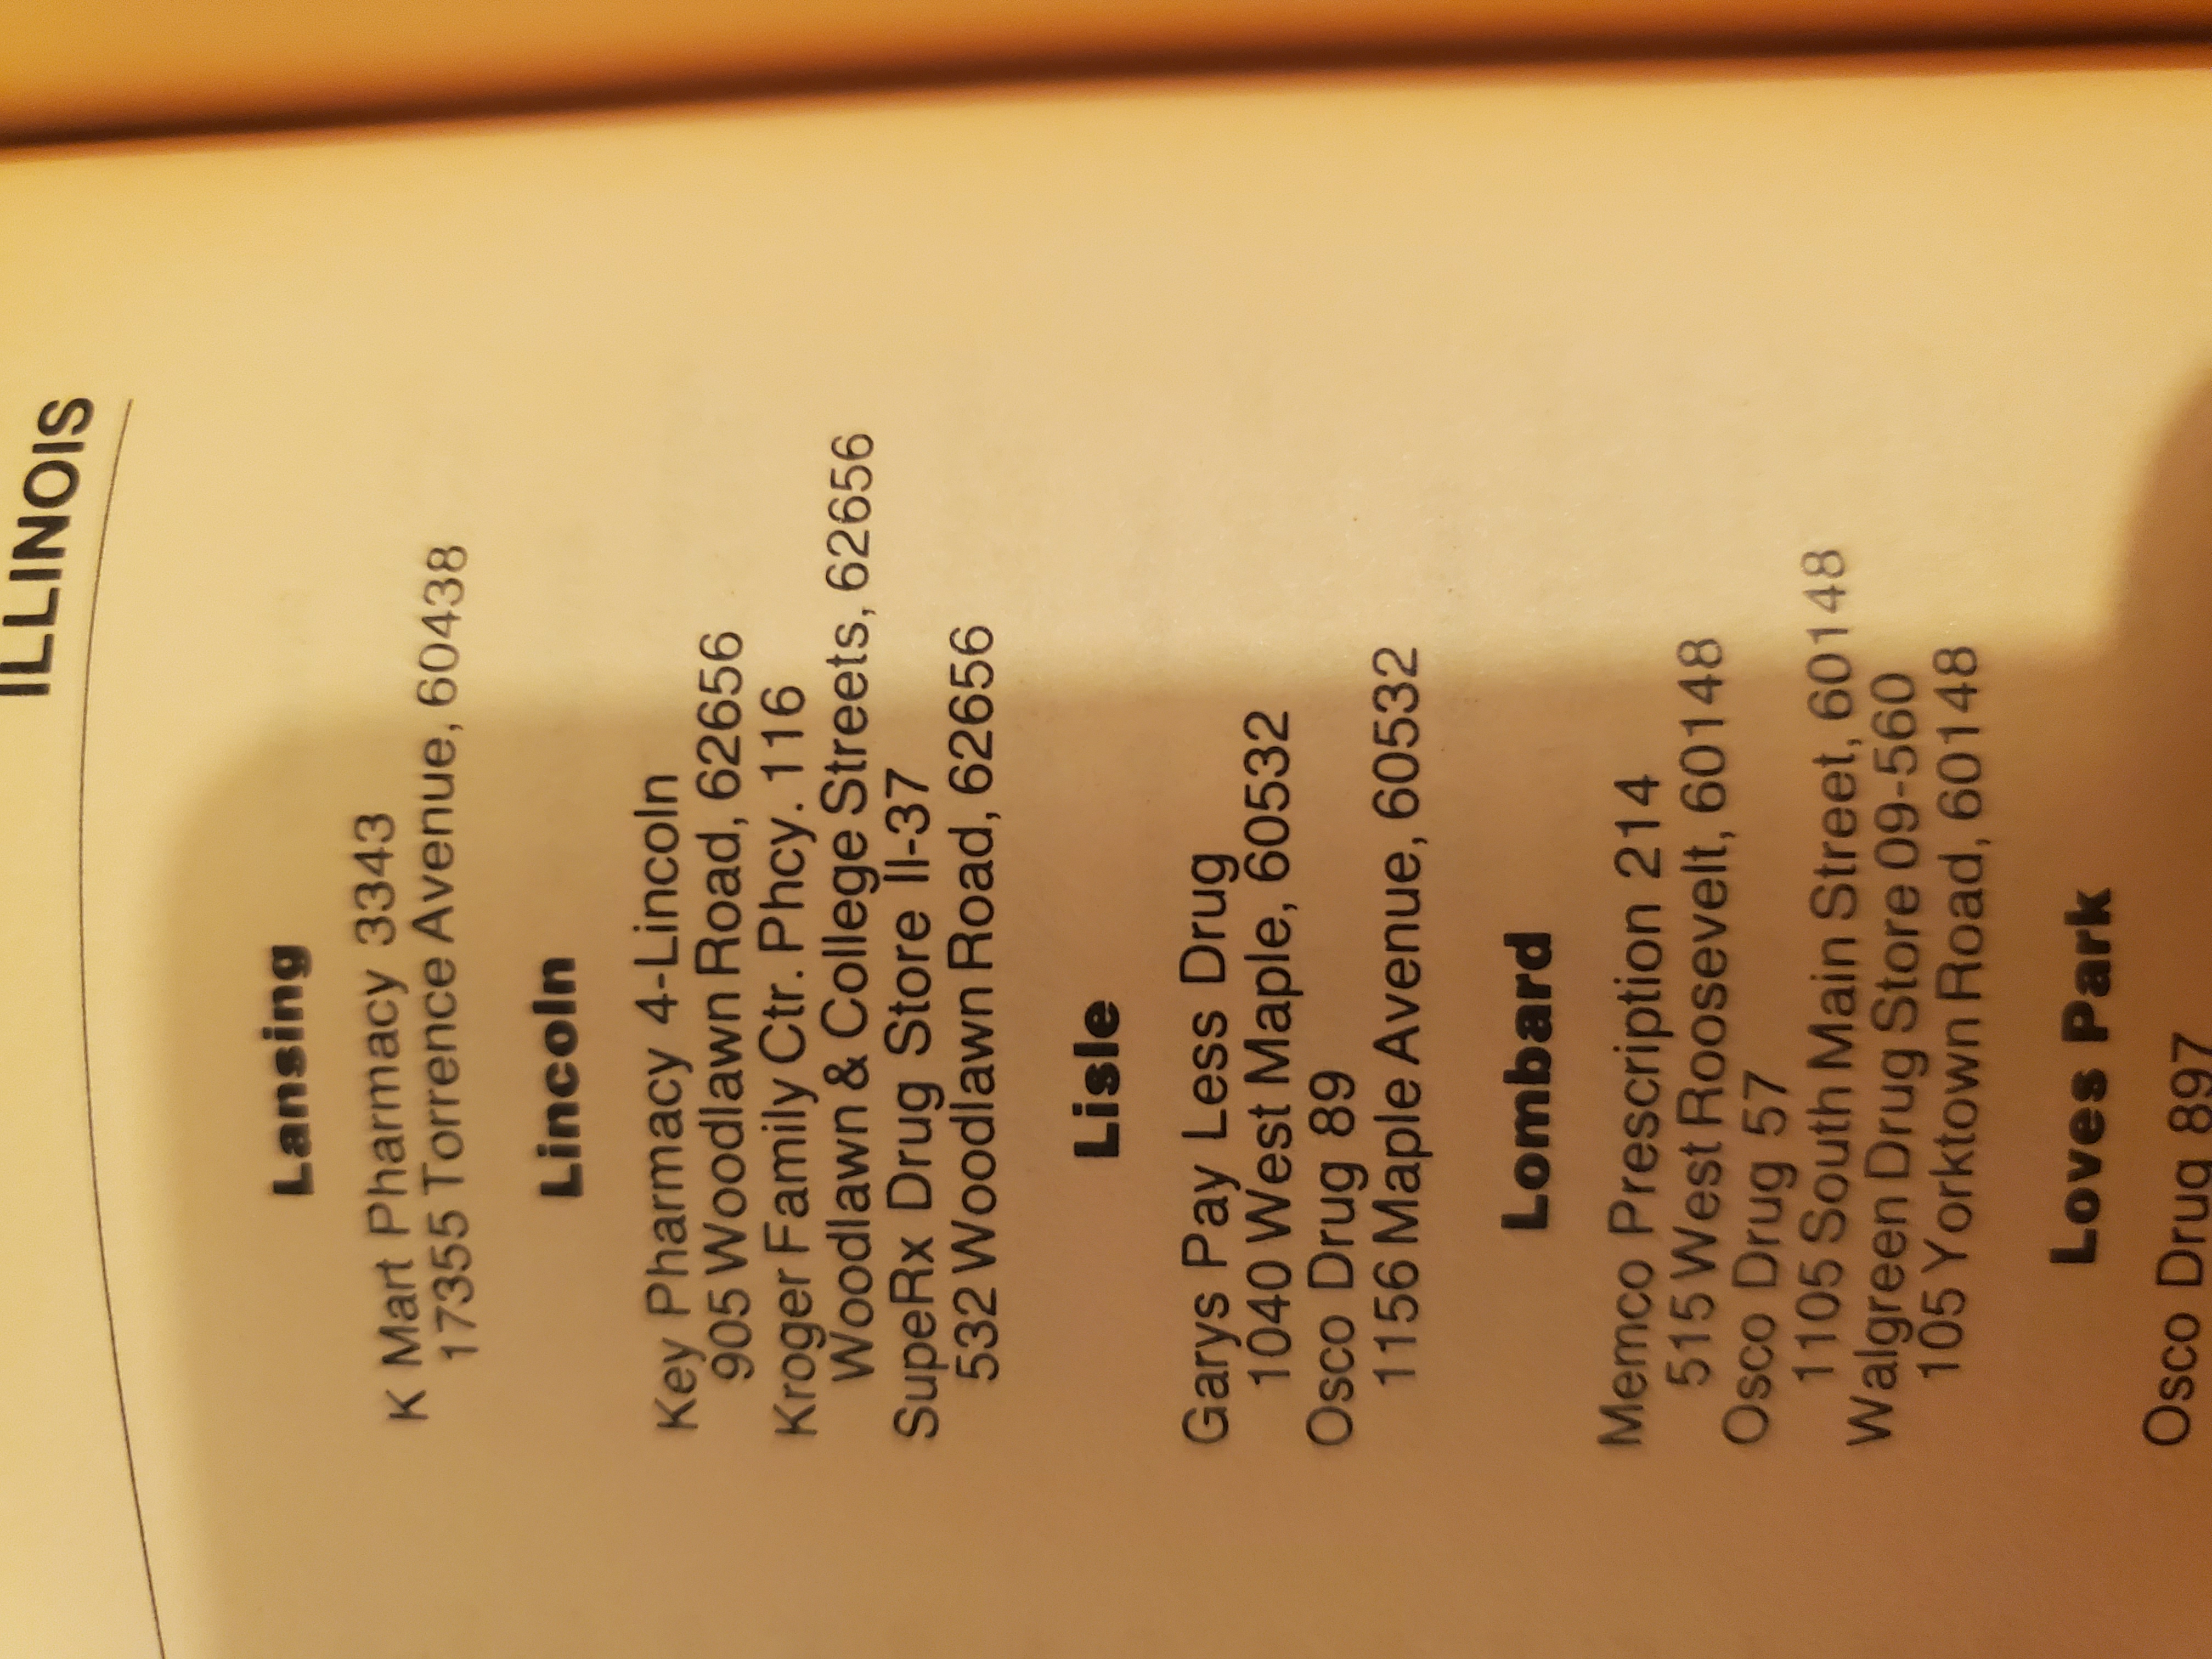 ILLINOIS
Lansing
K Mart Pharmacy 3343
17355 Torrence Avenue, 60438
Lincoln
Key Pharmacy 4-Lincoln
905 Woodlawn Road, 62656
Kroger Family Ctr. Phcy. 116
Woodlawn & College Streets, 62656
SupeRx Drug Store II-37
532 Woodlawn Road, 62656
Lisle
Garys Pay Less Drug
1040 West Maple, 60532
Osco Drug 89
1156 Maple Avenue, 60532
Lombard
Memco Prescription 214
515 West Roosevelt, 60148
Osco Drug 57
1105 South Main Street, 60148
Walgreen Drug Store 09-560
105 Yorktown Road, 60148
Loves Park
Osco Drug 897